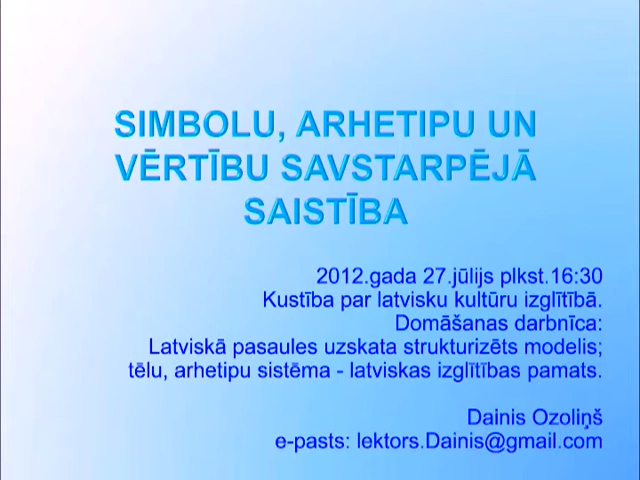 SIMBOLU, ARHETIPU UN
VĒRTĪBU SAVSTARPĒJĀ
SAISTĪBA
2012.gada 27.jūlijs plkst.16:30
Kustība par latvisku kultūru izglītībā.
Domāšanas darbnīca:
Latviskā pasaules uzskata strukturizēts modelis;
tēlu, arhetipu sistēma - latviskas izglītības pamats.
Dainis Ozoliņš
e-pasts: lektors.Dainis@gmail.com